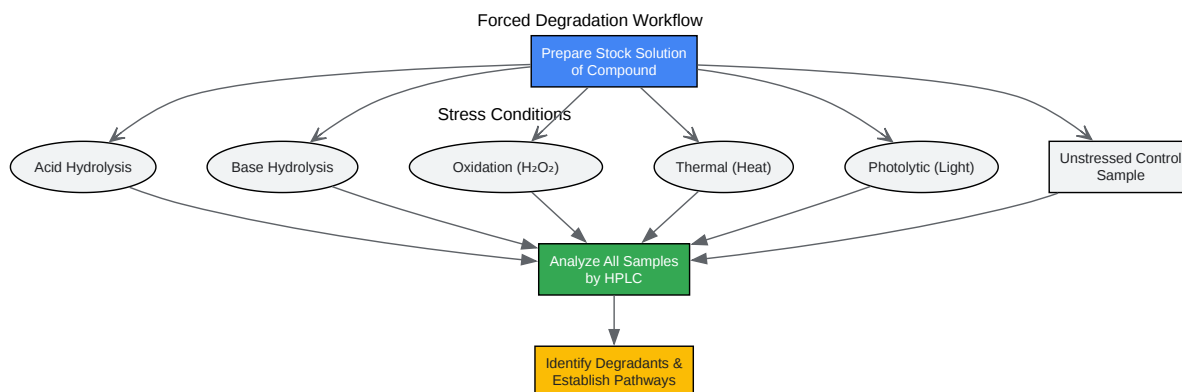 Forced Degradation Workflow
Prepare Stock Solution
of Compound
Stress Conditions
Acid Hydrolysis
Base Hydrolysis
Oxidation (H₂O₂)
Thermal (Heat)
Photolytic (Light)
Unstressed Control
Sample
Analyze All Samples
by HPLC
Identify Degradants &
Establish Pathways